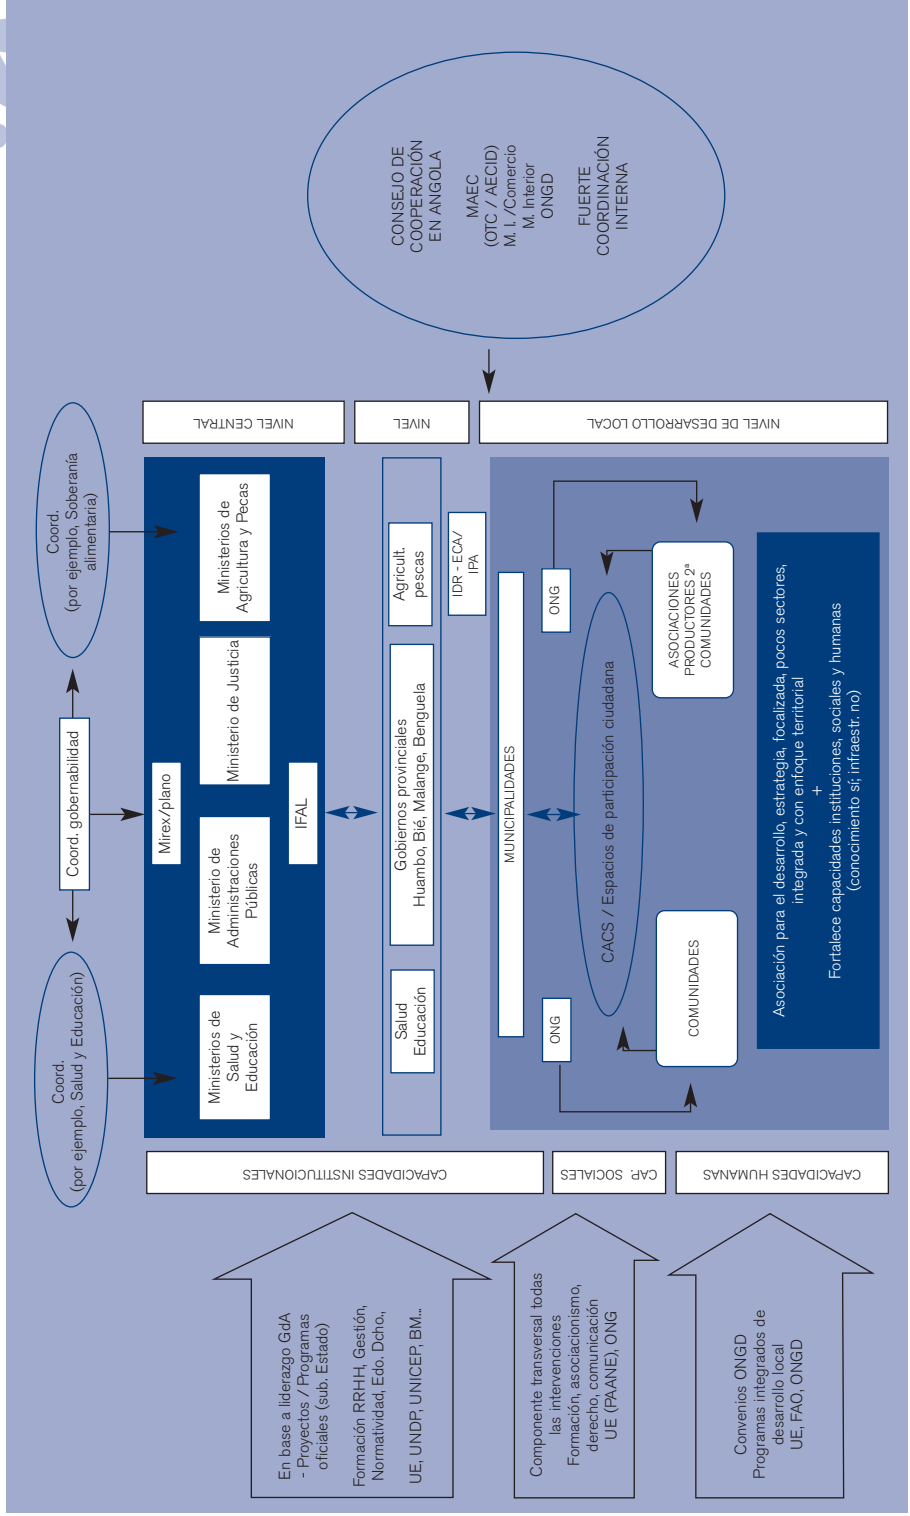 Coord.
(por ejemplo, Salud y Educación)
Coord. gobernabilidad
Coord.
(por ejemplo, Soberanía
alimentaria)
En base a liderazgo GdA
- Proyectos / Programas
oficiales (sub. Estado)
Formación RRHH, Gestión,
Normatividad, Edo. Dcho.,
UE, UNDP, UNICEP, BM...
CAPACIDADES INSTITUCIONALES
Mirex/plano
Ministerios de
Salud y
Educación
Ministerio de
Administraciones
Públicas
Ministerio de Justicia
Ministerios de
Agricultura y Pecas
IFAL
NIVEL CENTRAL
Salud
Educación
Gobiernos provinciales
Huambo, Bié, Malange, Benguela
Agricult.
pescas
NIVEL
IDR - ECA/
IPA
Componente transversal todas
las intervenciones
Formación, asociacionismo,
derecho, comunicación
UE (PAANE), ONG
CAP. SOCIALES
MUNICIPALIDADES
ONG
ONG
CACS / Espacios de participación ciudadana
NIVEL DE DESARROLLO LOCAL
Convenios ONGD
Programas integrados de
desarrollo local
UE, FAO, ONGD
CAPACIDADES HUMANAS
COMUNIDADES
ASOCIACIONES
PRODUCTORES 2ª
COMUNIDADES
Asociación para el desarrollo, estrategia, focalizada, pocos sectores,
integrada y con enfoque territorial
+
Fortalece capacidades instituciones, sociales y humanas
(conocimiento sí; infraestr. no)
CONSEJO DE
COOPERACIÓN
EN ANGOLA
MAEC
(OTC / AECID)
M. I. /Comercio
M. Interior
ONGD
FUERTE
COORDINACIÓN
INTERNA